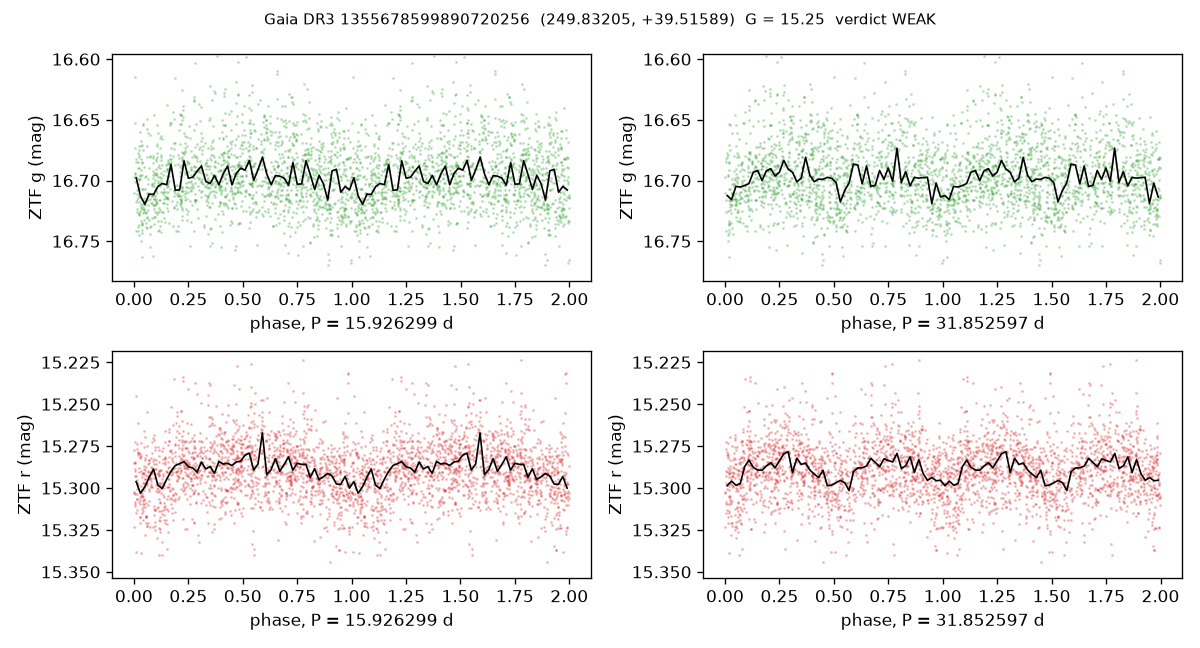 Gaia DR3 1355678599890720256  (249.83205, +39.51589)  G = 15.25  verdict WEAK
ZTF g (mag)
16.60
16.65
16.70
16.75
0.00 0.25 0.50 0.75 1.00 1.25 1.50 1.75 2.00
phase, P = 15.926299 d
ZTF g (mag)
16.60
16.65
16.70
16.75
0.00 0.25 0.50 0.75 1.00 1.25 1.50 1.75 2.00
phase, P = 31.852597 d
ZTF r (mag)
15.225
15.250
15.275
15.300
15.325
15.350
0.00 0.25 0.50 0.75 1.00 1.25 1.50 1.75 2.00
phase, P = 15.926299 d
ZTF r (mag)
15.225
15.250
15.275
15.300
15.325
15.350
0.00 0.25 0.50 0.75 1.00 1.25 1.50 1.75 2.00
phase, P = 31.852597 d